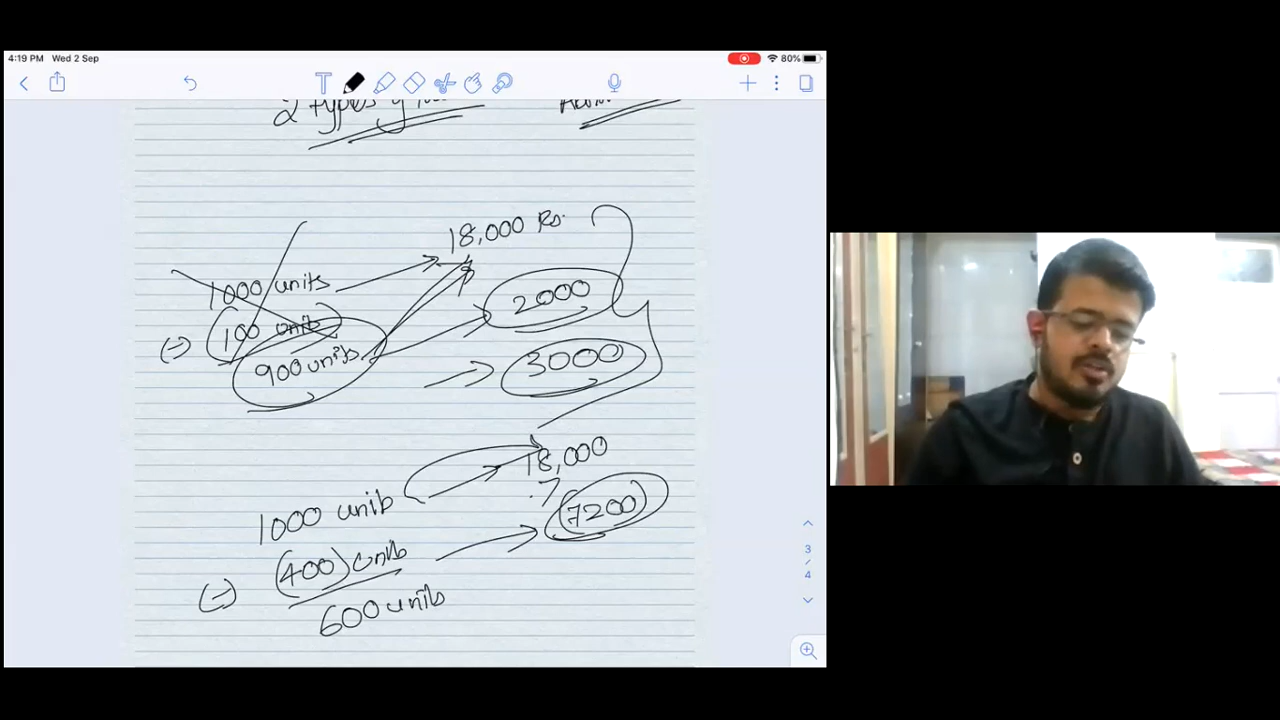 4:19 PM Wed 2 Sep
80%
2 types of
18,000 Rs.
1000 units
(-) 100 units
2000
900 units
3000
18,000
1000 units
7200
(-) (400) units
600 units
3
/
4